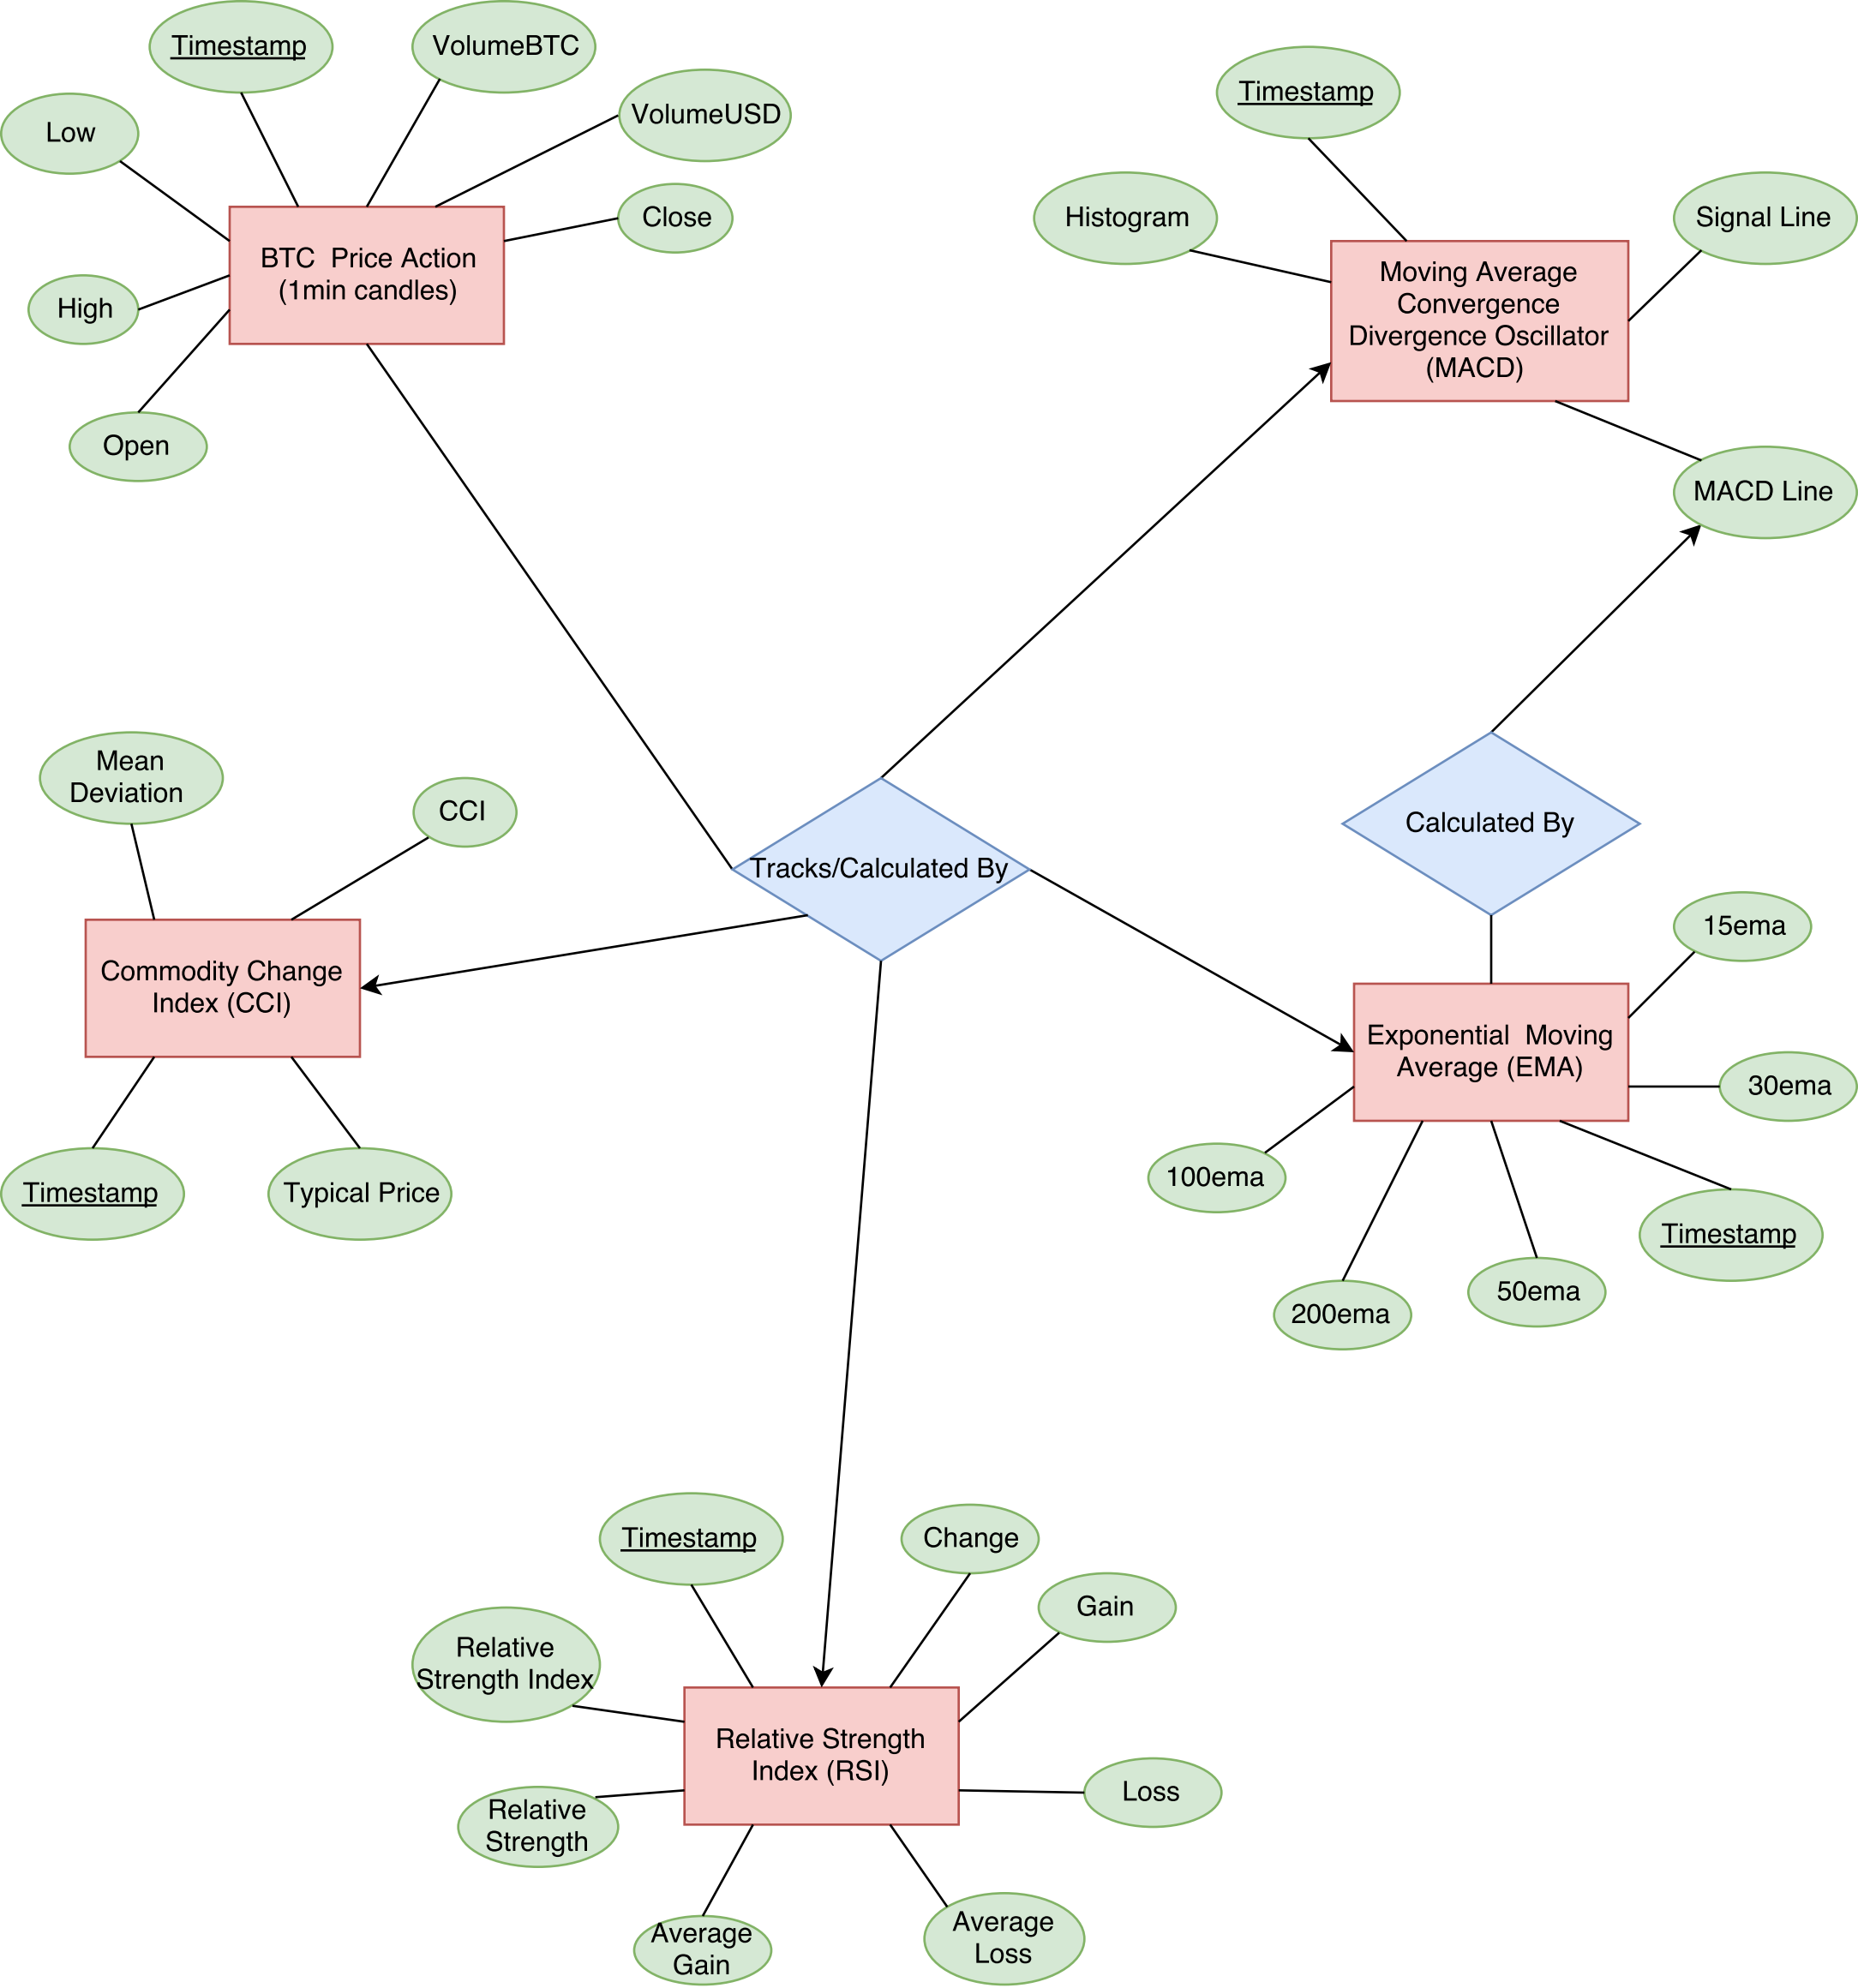 Timestamp
VolumeBTC
VolumeUSD
Low
Close
High
Open
BTC  Price Action
(1min candles)
Timestamp
Histogram
Signal Line
Moving Average
Convergence
Divergence Oscillator
(MACD)
MACD Line
Mean
Deviation
CCI
Commodity Change
Index (CCI)
Timestamp
Typical Price
Tracks/Calculated By
Calculated By
15ema
Exponential  Moving
Average (EMA)
30ema
100ema
Timestamp
50ema
200ema
Timestamp
Change
Gain
Relative
Strength Index
Relative Strength
Index (RSI)
Loss
Relative
Strength
Average
Gain
Average
Loss